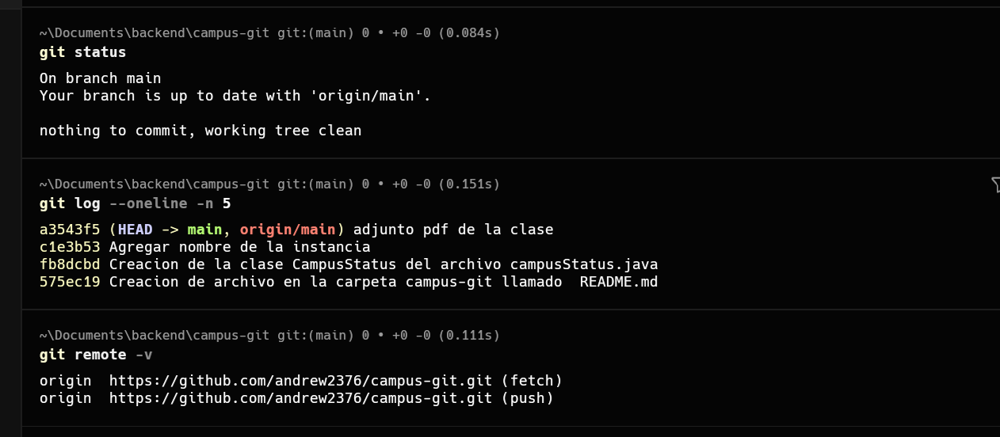 ~\Documents\backend\campus-git git:(main) 0 • +0 -0 (0.084s)
git status
On branch main
Your branch is up to date with 'origin/main'.
nothing to commit, working tree clean
~\Documents\backend\campus-git git:(main) 0 • +0 -0 (0.151s)
git log --oneline -n 5
a3543f5 (HEAD -> main, origin/main) adjunto pdf de la clase
c1e3b53 Agregar nombre de la instancia
fb8dcbd Creacion de la clase CampusStatus del archivo campusStatus.java
575ec19 Creacion de archivo en la carpeta campus-git llamado  README.md
~\Documents\backend\campus-git git:(main) 0 • +0 -0 (0.111s)
git remote -v
origin  https://github.com/andrew2376/campus-git.git (fetch)
origin  https://github.com/andrew2376/campus-git.git (push)